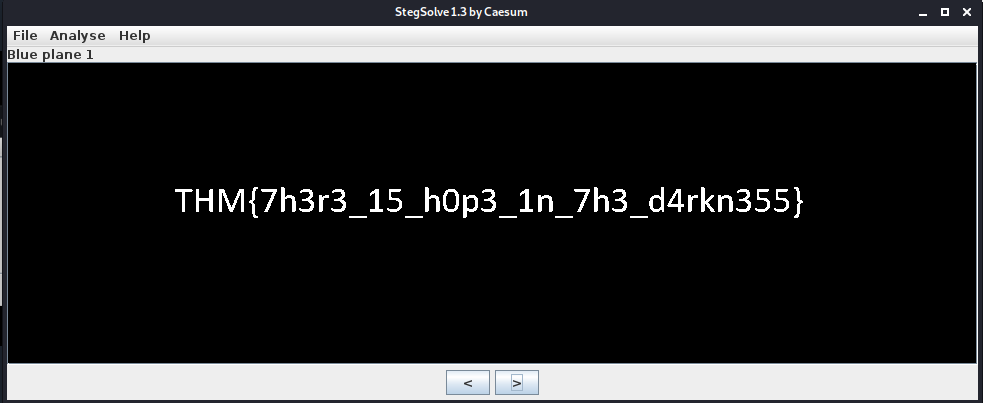 StegSolve 1.3 by Caesum
File Analyse Help
Blue plane 1
THM{7h3r3_15_h0p3_1n_7h3_d4rkn355}
< >